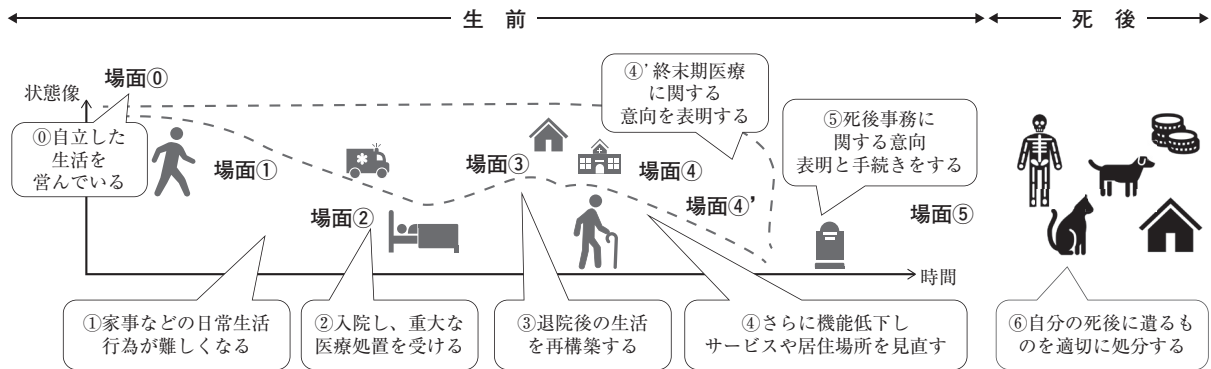 生 前
死 後
状態像
場面⓪
⓪自立した
生活を
営んでいる
場面①
場面②
場面③
場面④
場面④'
④'終末期医療
に関する
意向を表明する
⑤死後事務に
関する意向
表明と手続きをする
場面⑤
時間
①家事などの日常生活
行為が難しくなる
②入院し、重大な
医療処置を受ける
③退院後の生活
を再構築する
④さらに機能低下し
サービスや居住場所を見直す
⑥自分の死後に遺るも
のを適切に処分する